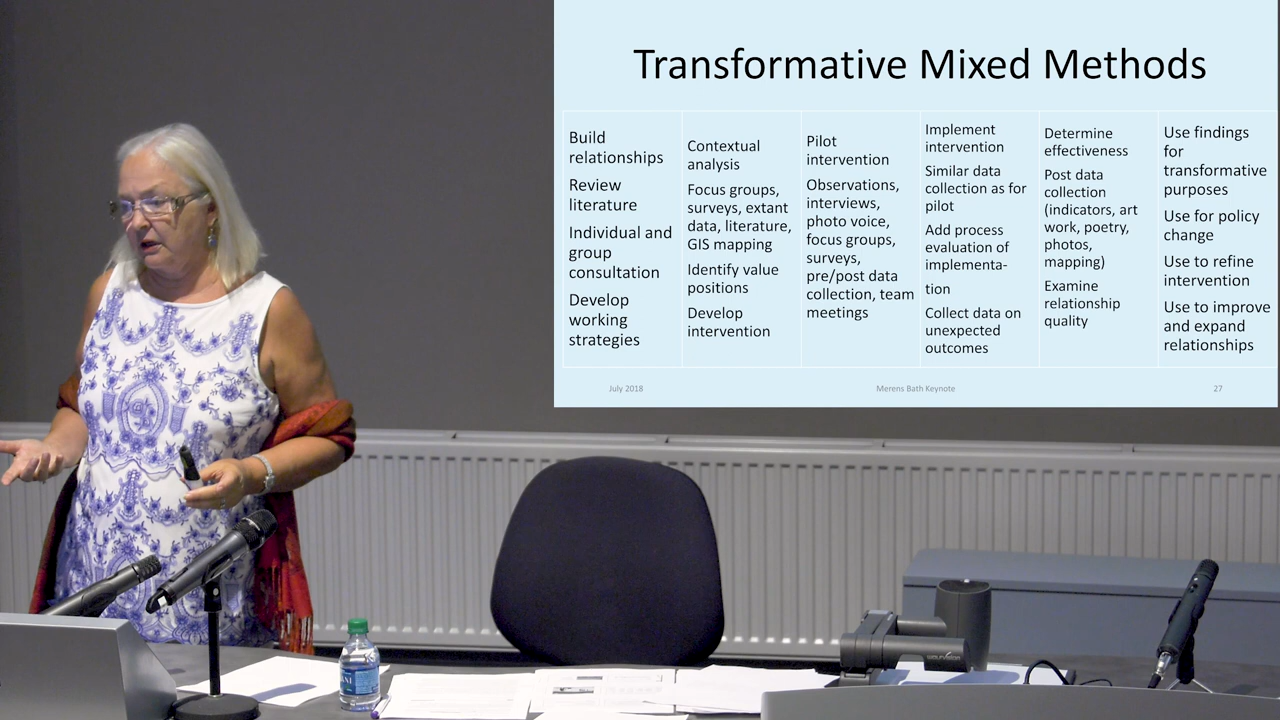 Transformative Mixed Methods
Build
relationships
Review
literature
Individual and
group
consultation
Develop
working
strategies
Contextual
analysis
Focus groups,
surveys, extant
data, literature,
GIS mapping
Identify value
positions
Develop
intervention
Pilot
intervention
Observations,
interviews,
photo voice,
focus groups,
surveys,
pre/post data
collection, team
meetings
Implement
intervention
Similar data
collection as for
pilot
Add process
evaluation of
implementa-
tion
Collect data on
unexpected
outcomes
Determine
effectiveness
Post data
collection
(indicators, art
work, poetry,
photos,
mapping)
Examine
relationship
quality
Use findings
for
transformative
purposes
Use for policy
change
Use to refine
intervention
Use to improve
and expand
relationships
July 2018
Merens Bath Keynote
27
wolfvision